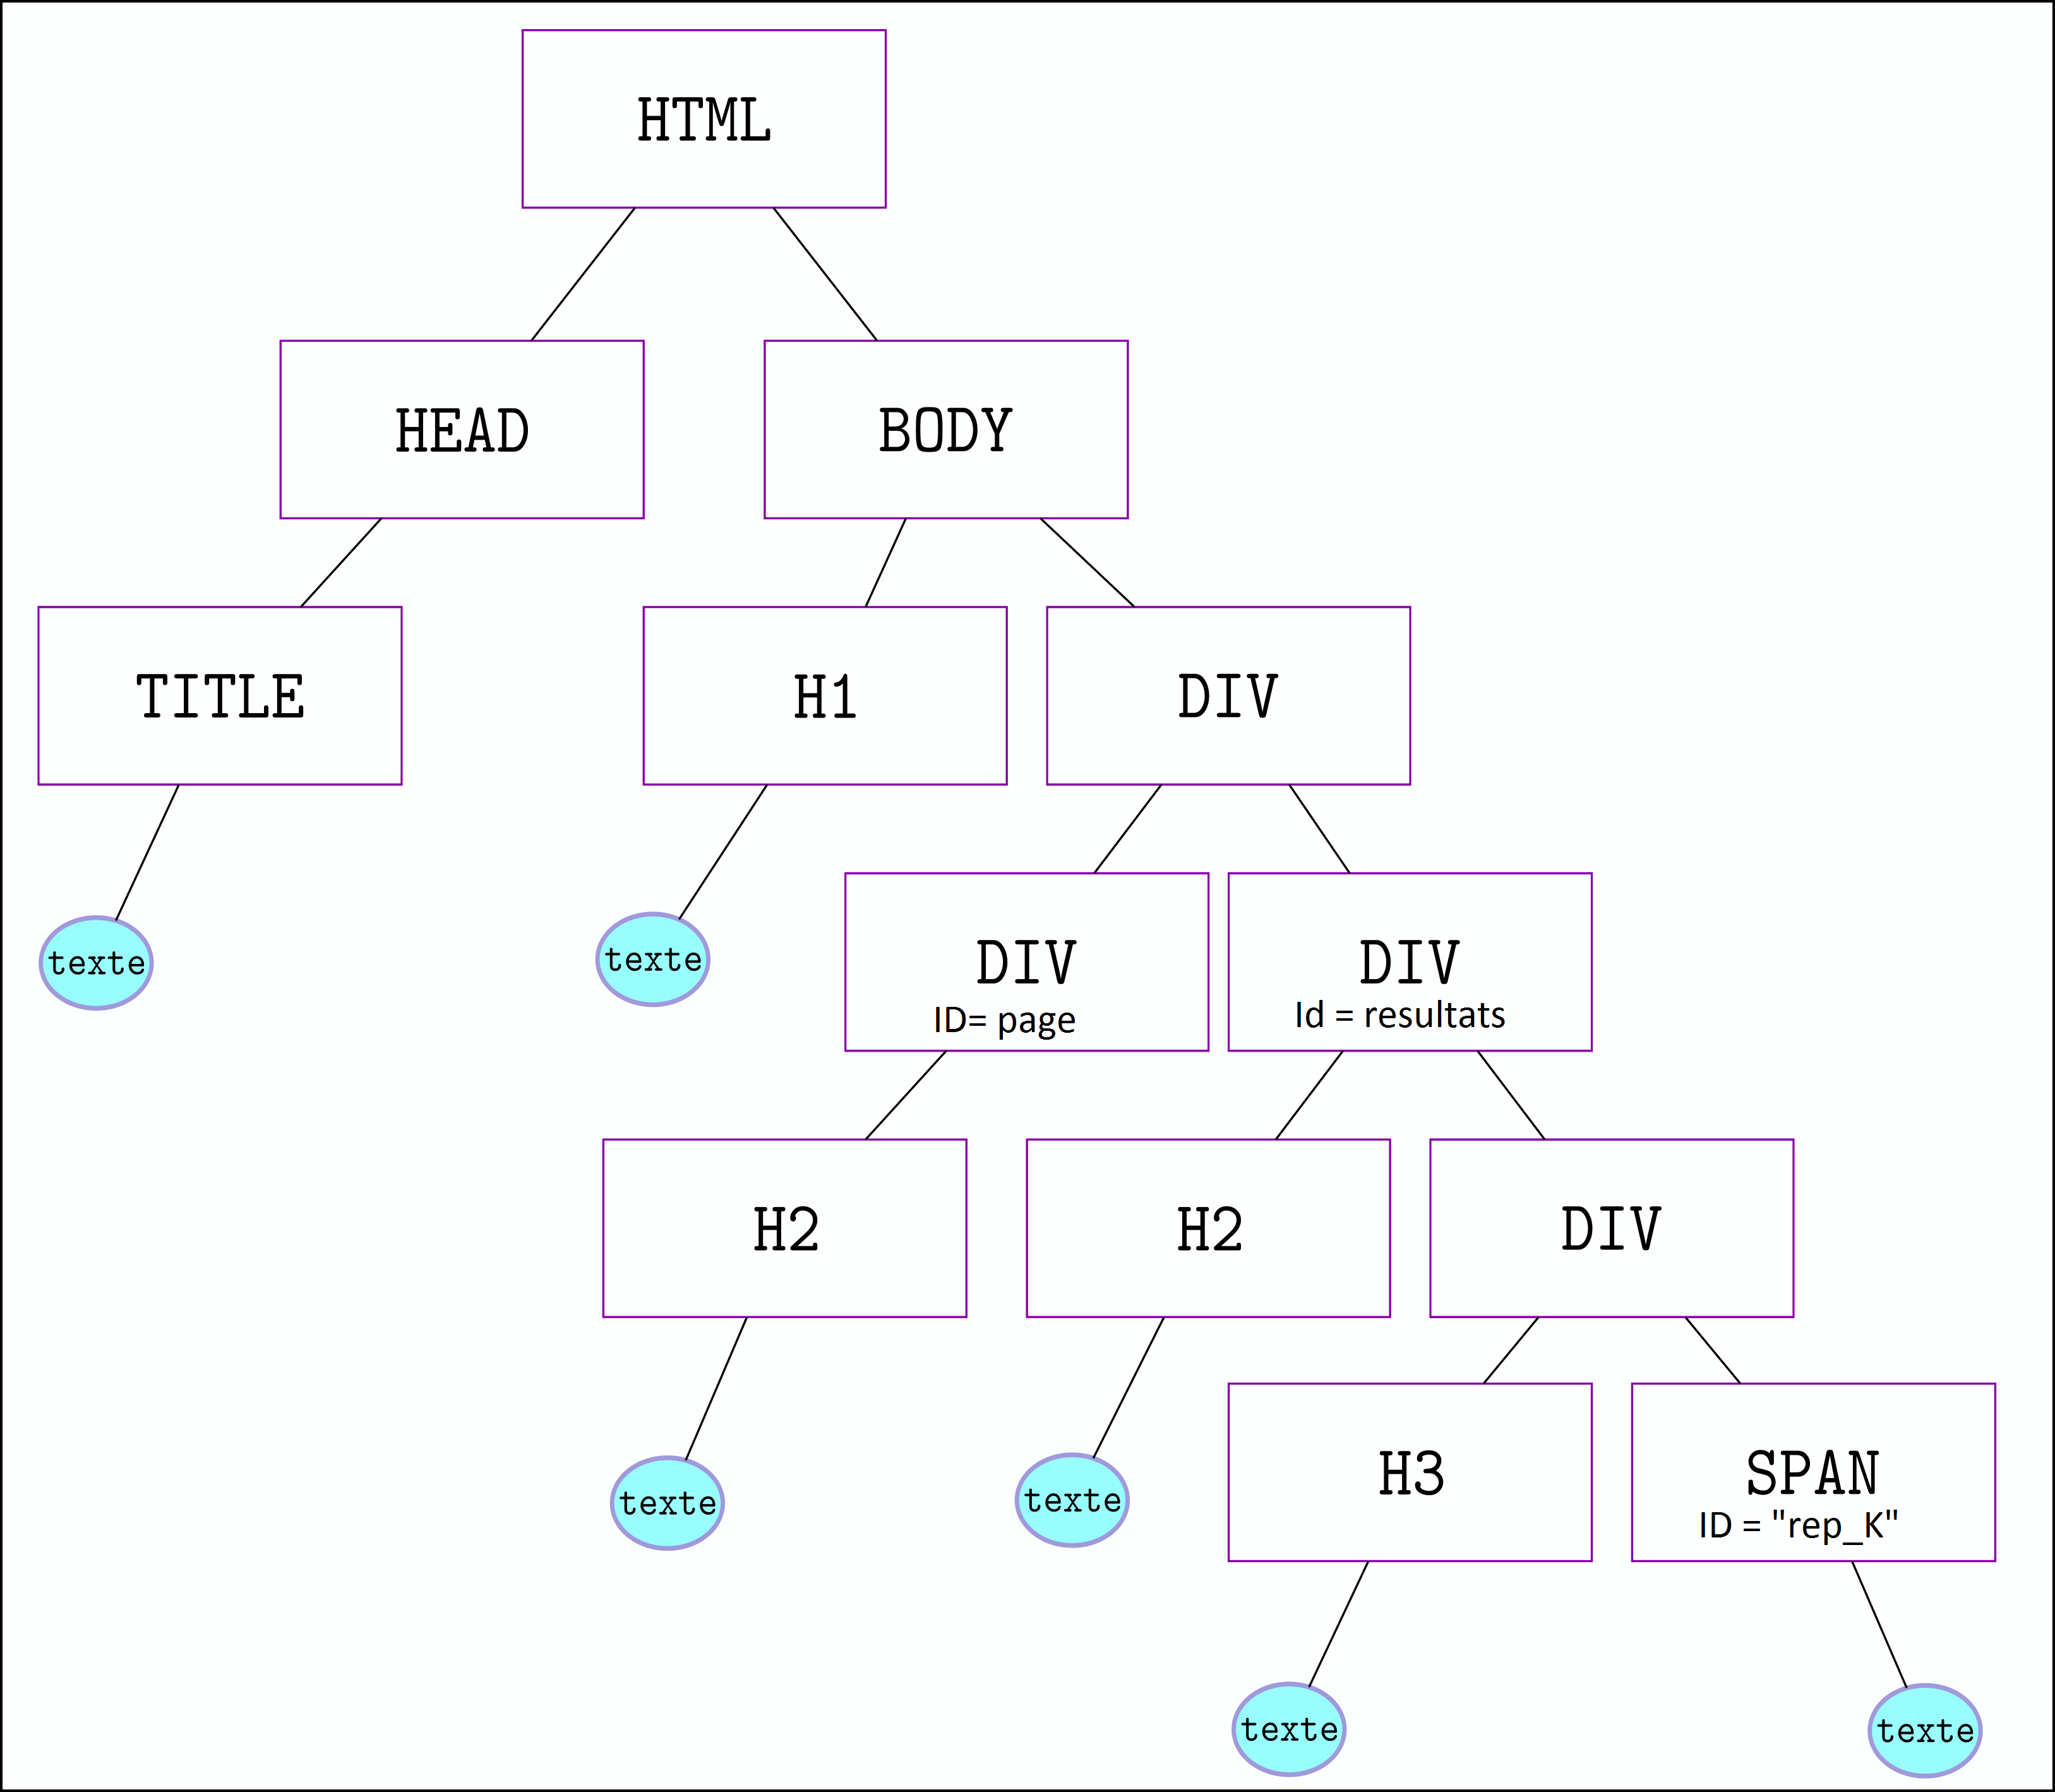 HTML
HEAD
BODY
TITLE
H1
DIV
texte
texte
DIV
ID= page
DIV
Id = resultats
H2
H2
DIV
texte
texte
H3
SPAN
ID = "rep_K"
texte
texte